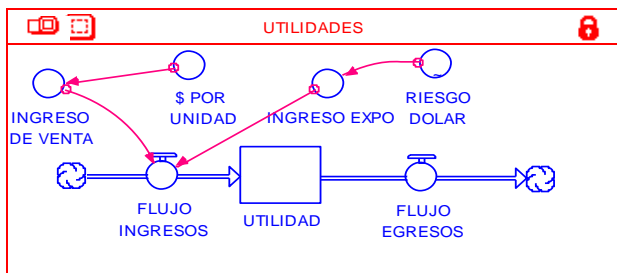 UTILIDADES
INGRESO
DE VENTA
$ POR
UNIDAD
INGRESO EXPO
RIESGO
DOLAR
FLUJO
INGRESOS
UTILIDAD
FLUJO
EGRESOS